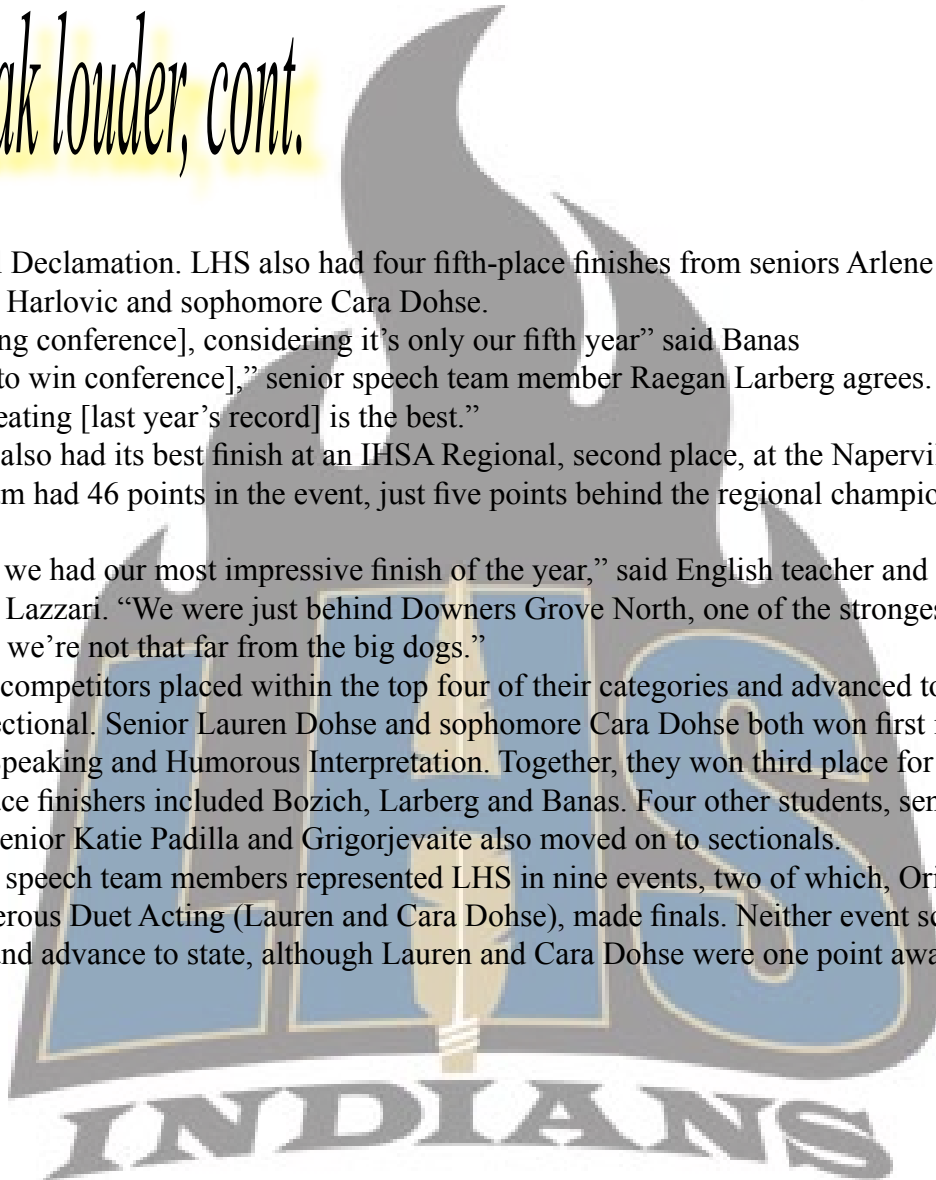 ak louder, cont.
Declamation. LHS also had four fifth-place finishes from seniors Arlene
Harlovic and sophomore Cara Dohse.
ng conference], considering it’s only our fifth year” said Banas
to win conference],” senior speech team member Raegan Larberg agrees.
eating [last year’s record] is the best.”
also had its best finish at an IHSA Regional, second place, at the Napervil
m had 46 points in the event, just five points behind the regional champio
we had our most impressive finish of the year,” said English teacher and
Lazzari. “We were just behind Downers Grove North, one of the stronges
we’re not that far from the big dogs.”
competitors placed within the top four of their categories and advanced to
ectional. Senior Lauren Dohse and sophomore Cara Dohse both won first
peaking and Humorous Interpretation. Together, they won third place for
ce finishers included Bozich, Larberg and Banas. Four other students, sen
enior Katie Padilla and Grigorjevaite also moved on to sectionals.
speech team members represented LHS in nine events, two of which, Ori
erous Duet Acting (Lauren and Cara Dohse), made finals. Neither event sc
nd advance to state, although Lauren and Cara Dohse were one point awa
LHS
INDIANS